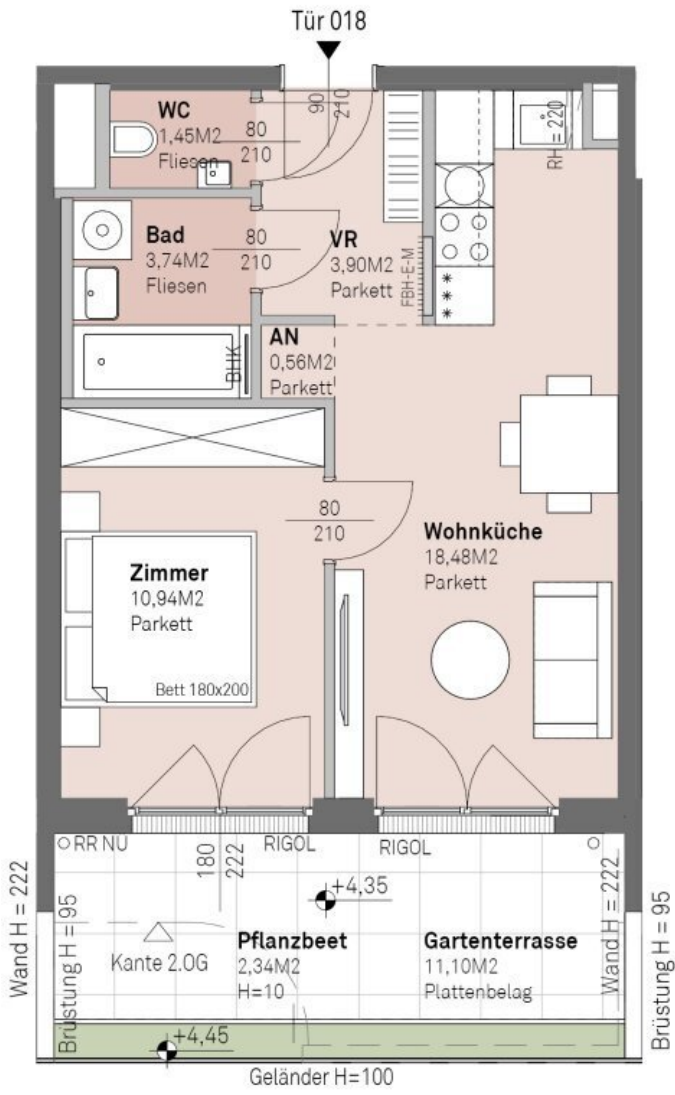 Tür 018
90
210
WC
1,45M2
Fliesen
80
210
RH = 220
Bad
3,74M2
Fliesen
80
210
VR
3,90M2
Parkett
FBH-E-M
AN
0,56M2
Parkett
BHK
80
210
Wohnküche
18,48M2
Parkett
Zimmer
10,94M2
Parkett
Bett 180x200
RR NU
180
222
RIGOL
RIGOL
+4,35
Wand H = 222
Brüstung H = 95
Kante 2.OG
Pflanzbeet
2,34M2
H=10
Gartenterrasse
11,10M2
Plattenbelag
Wand H = 222
Brüstung H = 95
+4,45
Geländer H=100